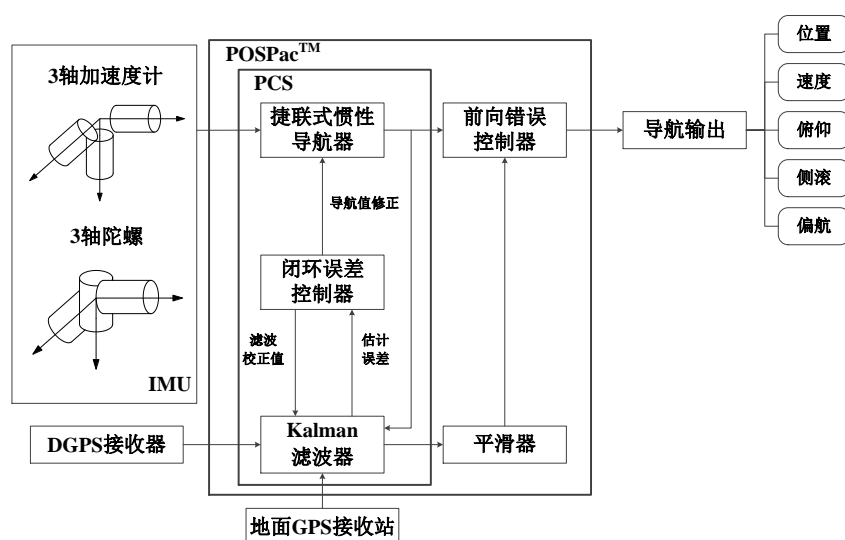 3轴加速度计
3轴陀螺
IMU
DGPS接收器
POSPac™
PCS
捷联式惯性
导航器
导航值修正
闭环误差
控制器
滤波
校正值
估计
误差
Kalman
滤波器
地面GPS接收站
前向错误
控制器
平滑器
导航输出
位置
速度
俯仰
侧滚
偏航